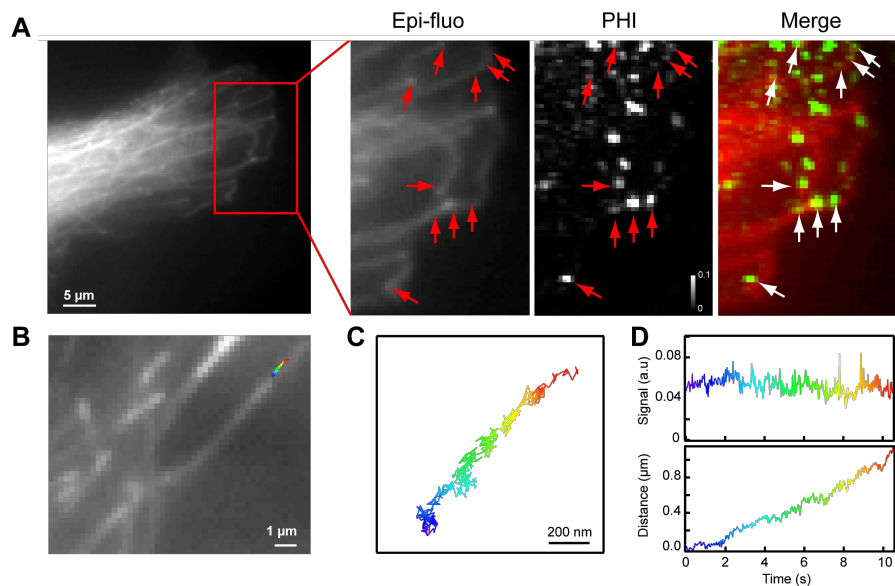 A
Epi-fluo
PHI
Merge
5 µm
0.1
0
B
1 µm
C
200 nm
D
Signal (a.u)
0.08
0.04
0
Distance (µm)
0.8
0.4
0.0
0 2 4 6 8 10
Time (s)